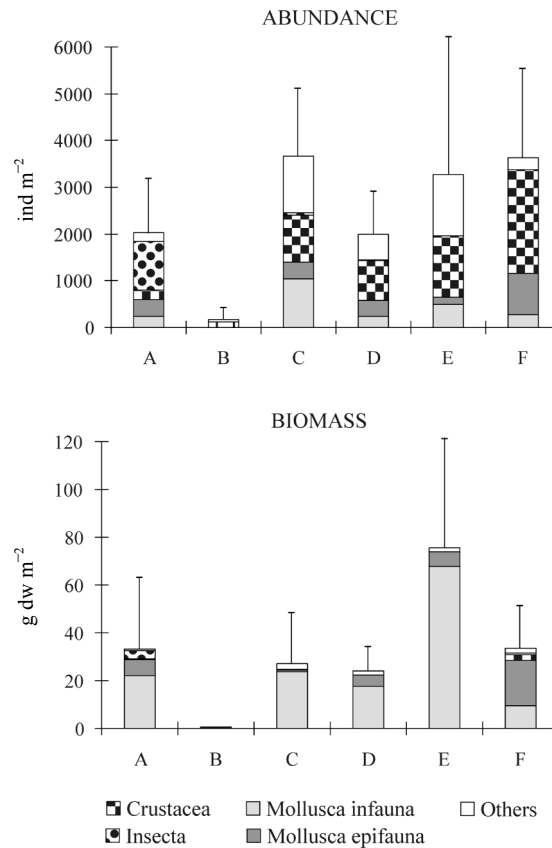 ABUNDANCE
6000
5000
4000
3000
2000
1000
0
ind m⁻²
A B C D E F
BIOMASS
120
100
80
60
40
20
0
g dw m⁻²
A B C D E F
Crustacea Mollusca infauna Others
Insecta Mollusca epifauna